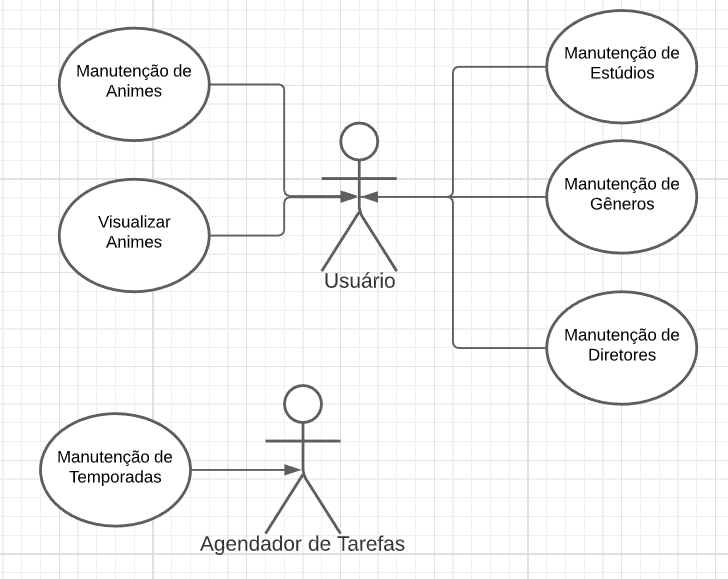 Manutenção de
Animes
Visualizar
Animes
Usuário
Manutenção de
Estúdios
Manutenção de
Gêneros
Manutenção de
Diretores
Manutenção de
Temporadas
Agendador de Tarefas